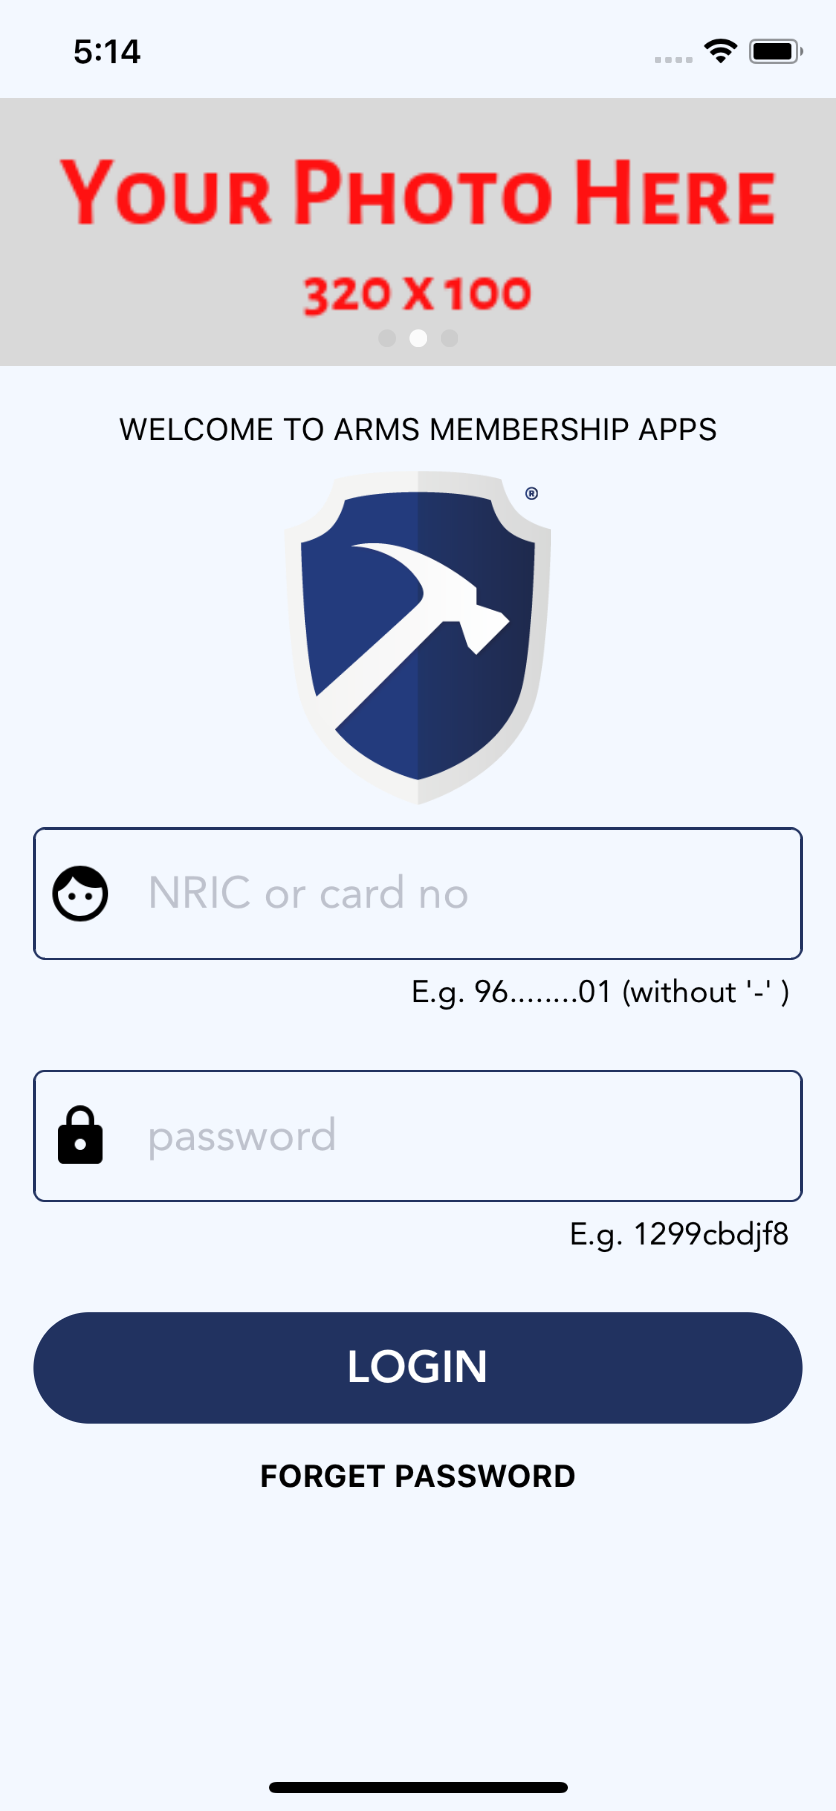 5:14
YOUR PHOTO HERE
320 X 100
WELCOME TO ARMS MEMBERSHIP APPS
®
NRIC or card no
E.g. 96........01 (without '-' )
password
E.g. 1299cbdjf8
LOGIN
FORGET PASSWORD